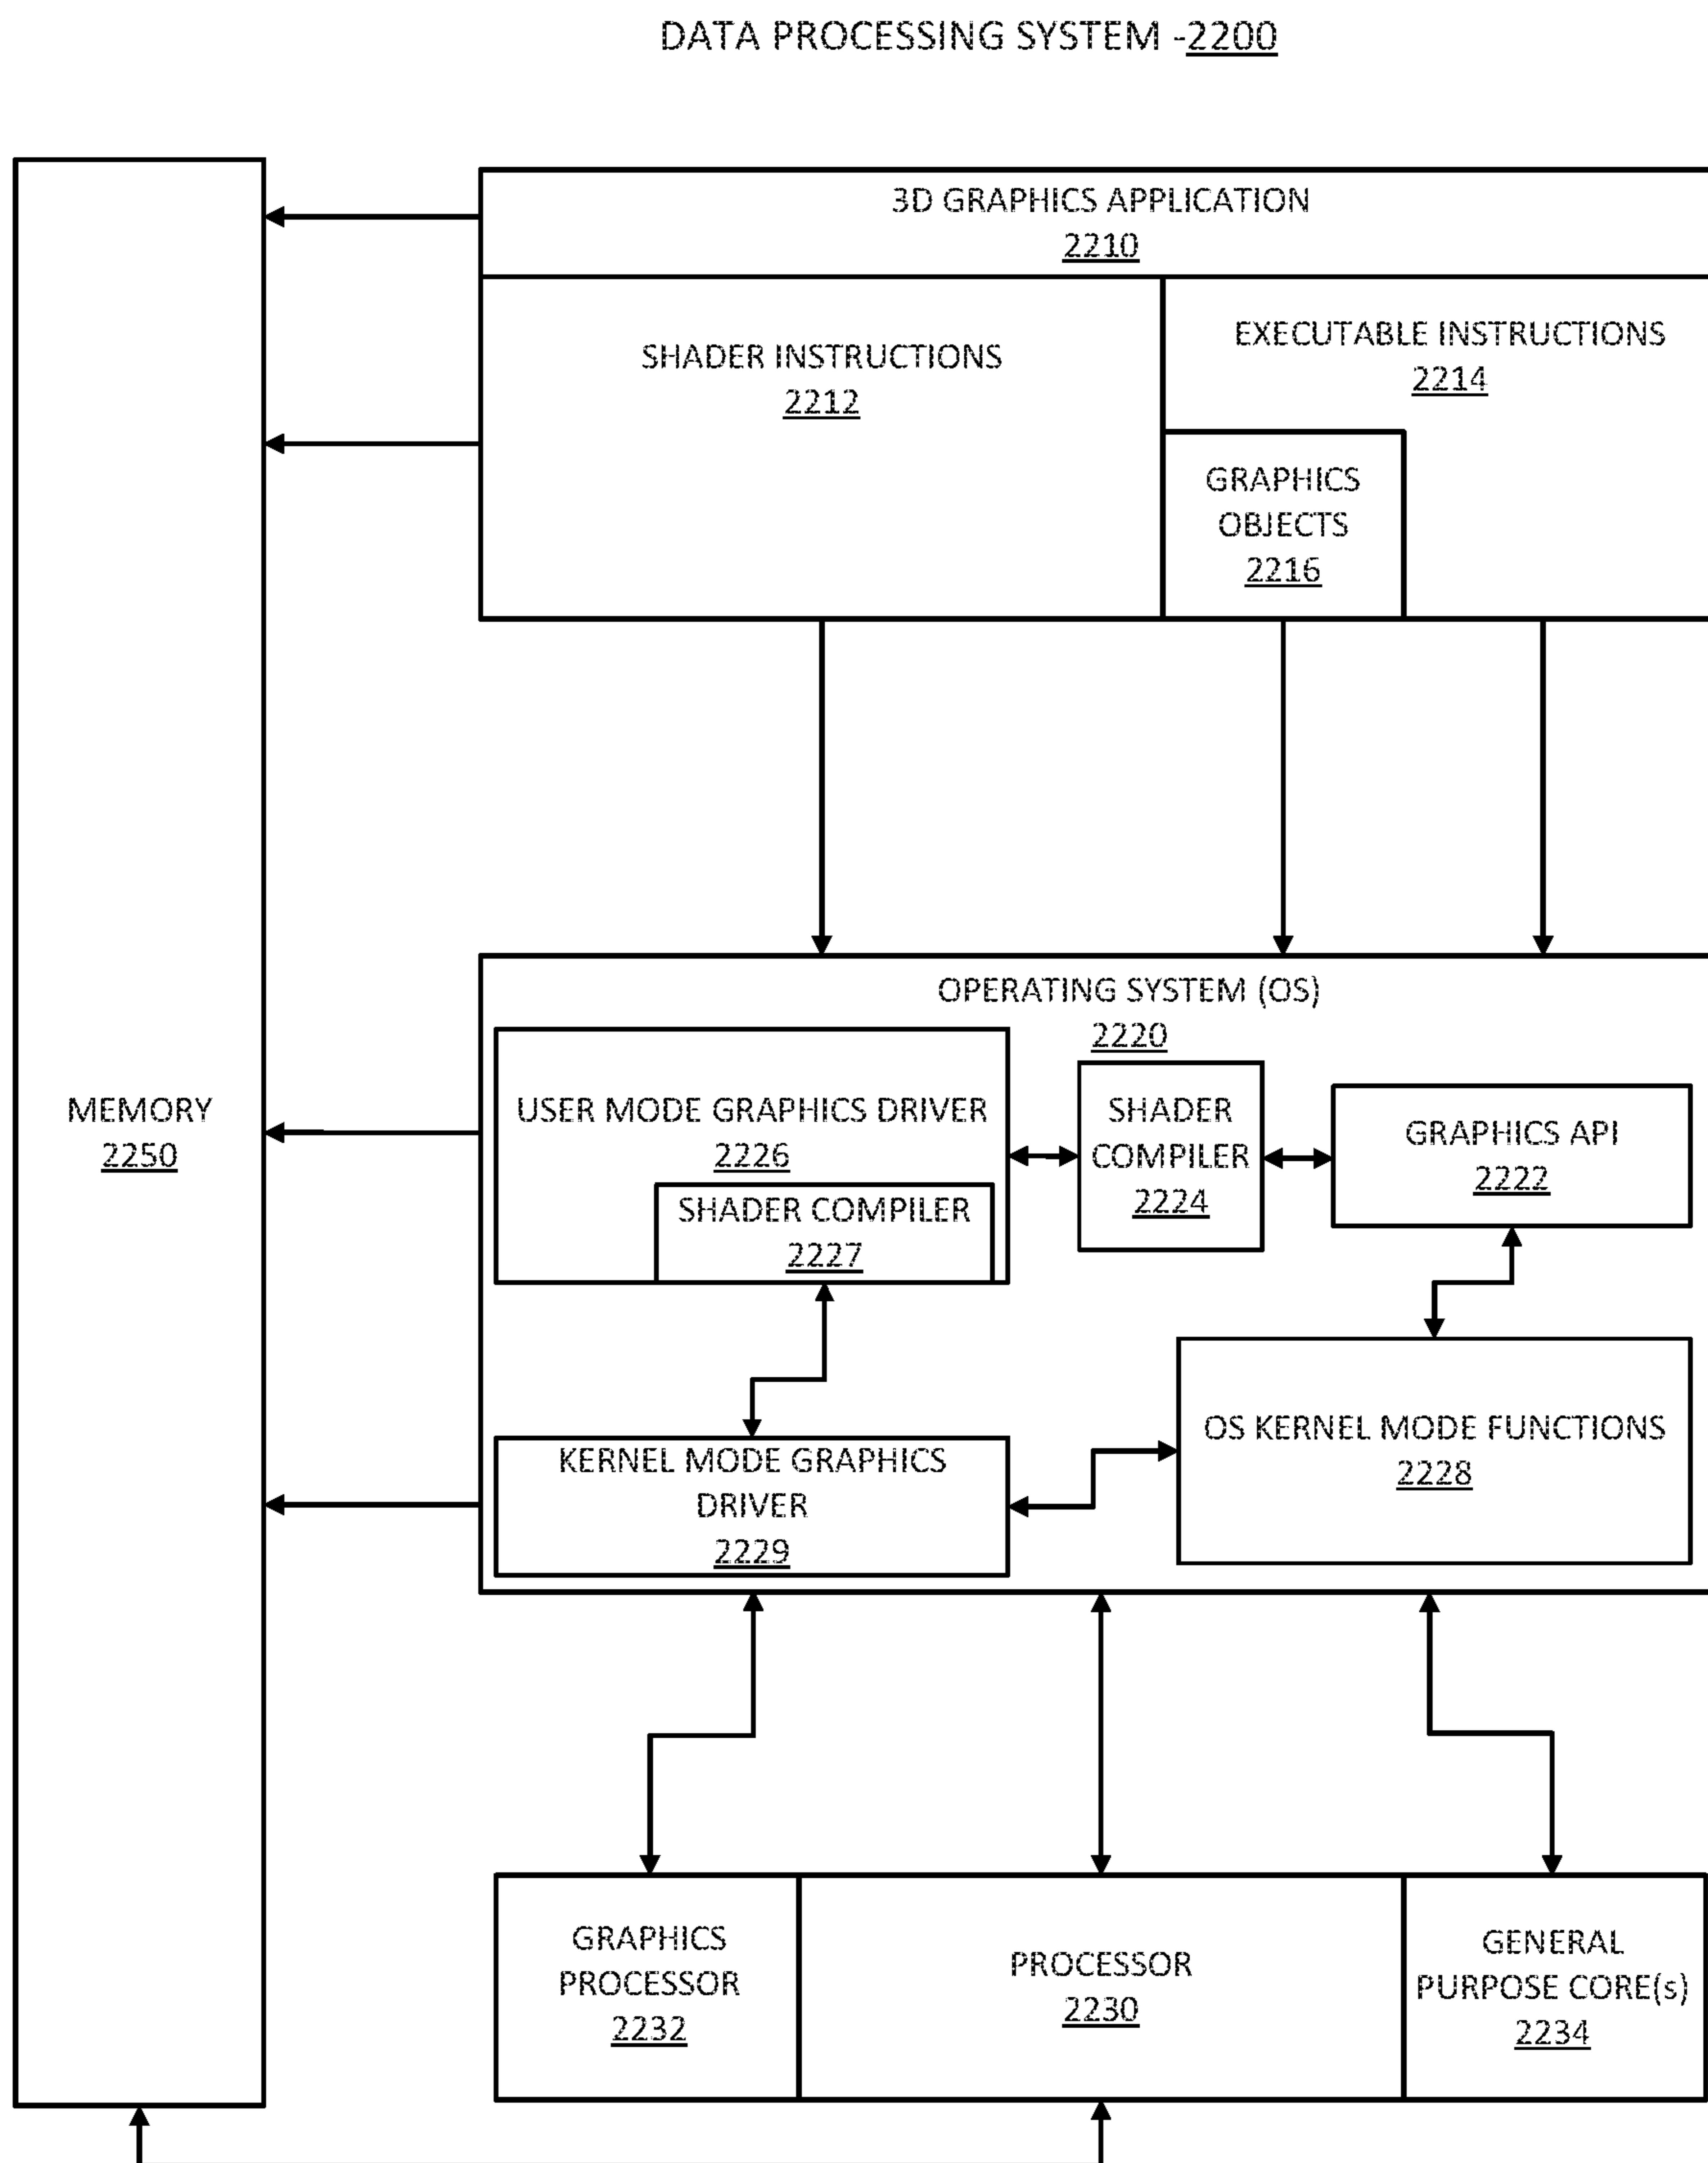 DATA PROCESSING SYSTEM -2200
3D GRAPHICS APPLICATION
2210
SHADER INSTRUCTIONS
2212
EXECUTABLE INSTRUCTIONS
2214
GRAPHICS
OBJECTS
2216
MEMORY
2250
OPERATING SYSTEM (OS)
2220
USER MODE GRAPHICS DRIVER
2226
SHADER COMPILER
2227
SHADER
COMPILER
2224
GRAPHICS API
2222
KERNEL MODE GRAPHICS
DRIVER
2229
OS KERNEL MODE FUNCTIONS
2228
GRAPHICS
PROCESSOR
2232
PROCESSOR
2230
GENERAL
PURPOSE CORE(s)
2234